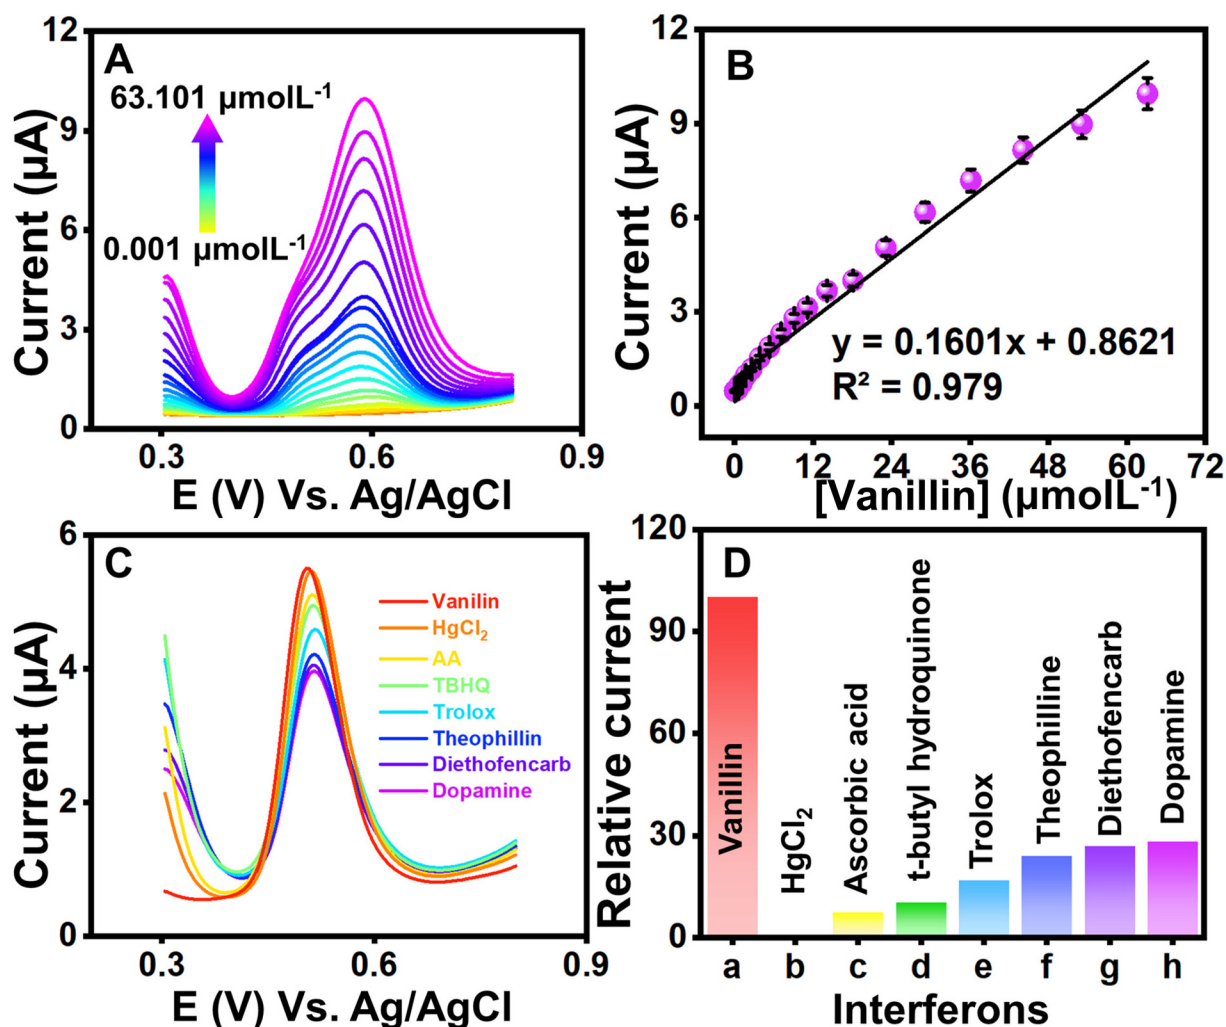 A
12
9
6
3
0
Current (µA)
63.101 µmolL⁻¹
0.001 µmolL⁻¹
0.3
0.6
0.9
E (V) Vs. Ag/AgCl
B
12
9
6
3
0
Current (µA)
y = 0.1601x + 0.8621
R² = 0.979
0
12
24
36
48
60
72
[Vanillin] (µmolL⁻¹)
C
6
4
2
0
Current (µA)
Vanilin
HgCl₂
AA
TBHQ
Trolox
Theophillin
Diethofencarb
Dopamine
0.3
0.6
0.9
E (V) Vs. Ag/AgCl
D
120
90
60
30
0
Relative current
Vanillin
HgCl₂
Ascorbic acid
t-butyl hydroquinone
Trolox
Theophilline
Diethofencarb
Dopamine
a
b
c
d
e
f
g
h
Interferons